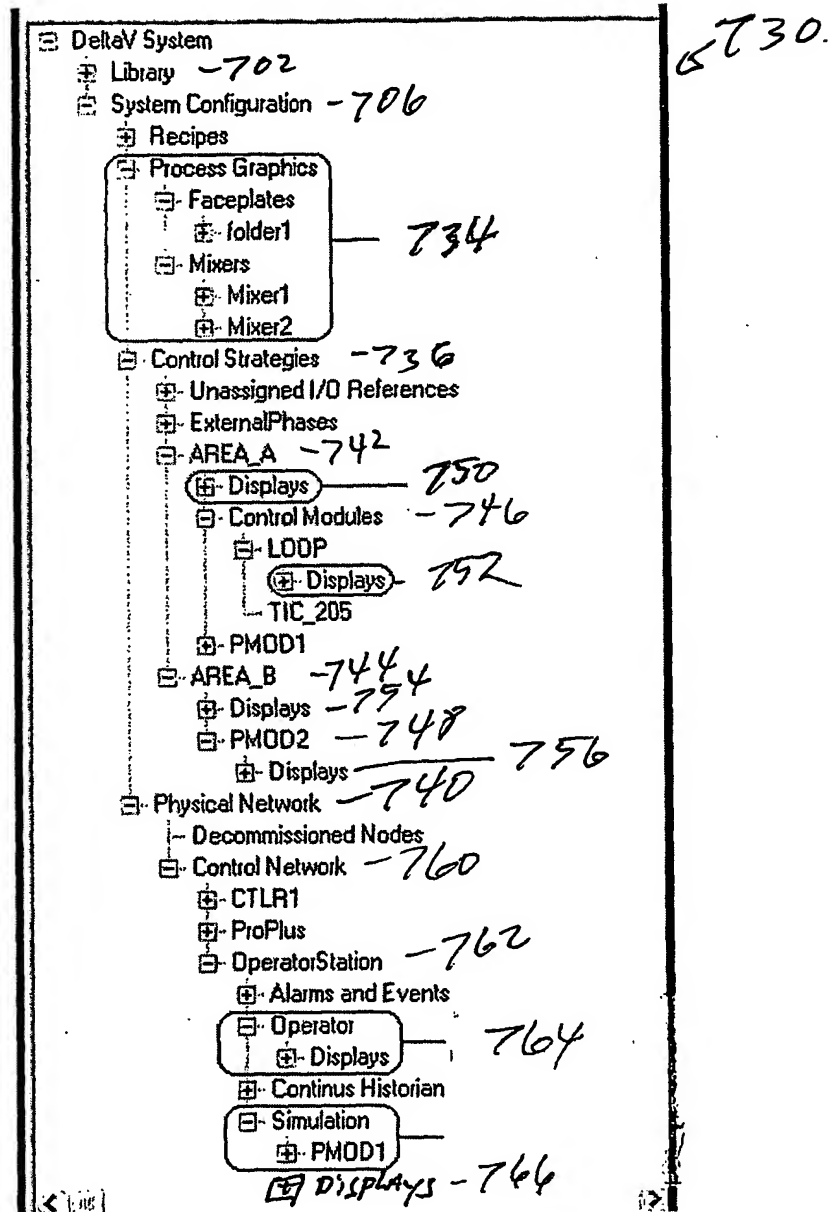 DeltaV System
730.
Library -702
System Configuration -706
Recipes
Process Graphics
Faceplates
folder1
734
Mixers
Mixer1
Mixer2
Control Strategies -736
Unassigned I/O References
ExternalPhases
AREA_A -742
Displays 750
Control Modules -746
LOOP
Displays 752
TIC_205
PMOD1
AREA_B -744
Displays -754
PMOD2 -748
Displays 756
Physical Network -740
Decommissioned Nodes
Control Network -760
CTLR1
ProPlus
OperatorStation -762
Alarms and Events
Operator
764
Displays
Continus Historian
Simulation
PMOD1
DISPLAYS -766